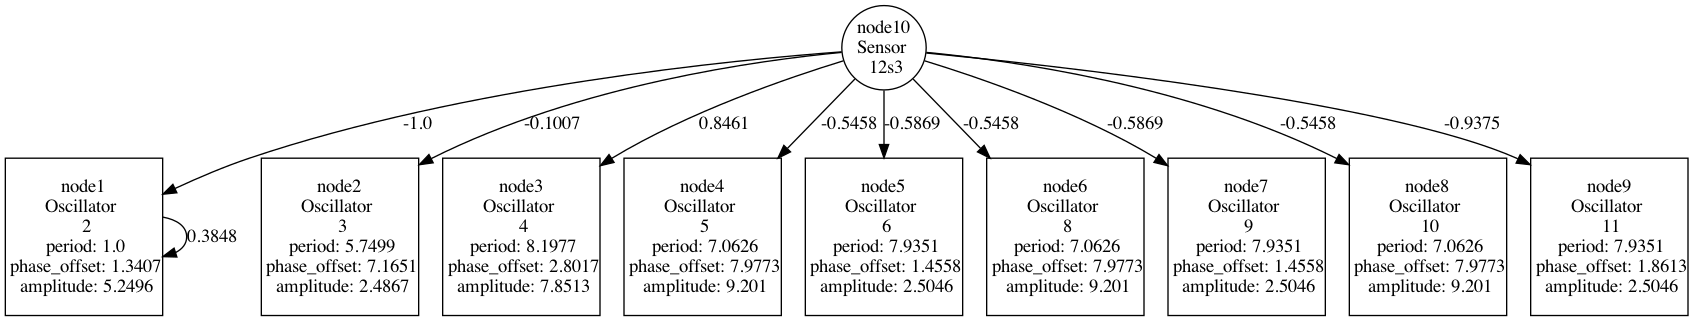 node10
Sensor
12s3
-1.0
-0.1007
0.8461
-0.5458
-0.5869
-0.5458
-0.5869
-0.5458
-0.9375
node1
Oscillator
2
period: 1.0
phase_offset: 1.3407
amplitude: 5.2496
0.3848
node2
Oscillator
3
period: 5.7499
phase_offset: 7.1651
amplitude: 2.4867
node3
Oscillator
4
period: 8.1977
phase_offset: 2.8017
amplitude: 7.8513
node4
Oscillator
5
period: 7.0626
phase_offset: 7.9773
amplitude: 9.201
node5
Oscillator
6
period: 7.9351
phase_offset: 1.4558
amplitude: 2.5046
node6
Oscillator
8
period: 7.0626
phase_offset: 7.9773
amplitude: 9.201
node7
Oscillator
9
period: 7.9351
phase_offset: 1.4558
amplitude: 2.5046
node8
Oscillator
10
period: 7.0626
phase_offset: 7.9773
amplitude: 9.201
node9
Oscillator
11
period: 7.9351
phase_offset: 1.8613
amplitude: 2.5046